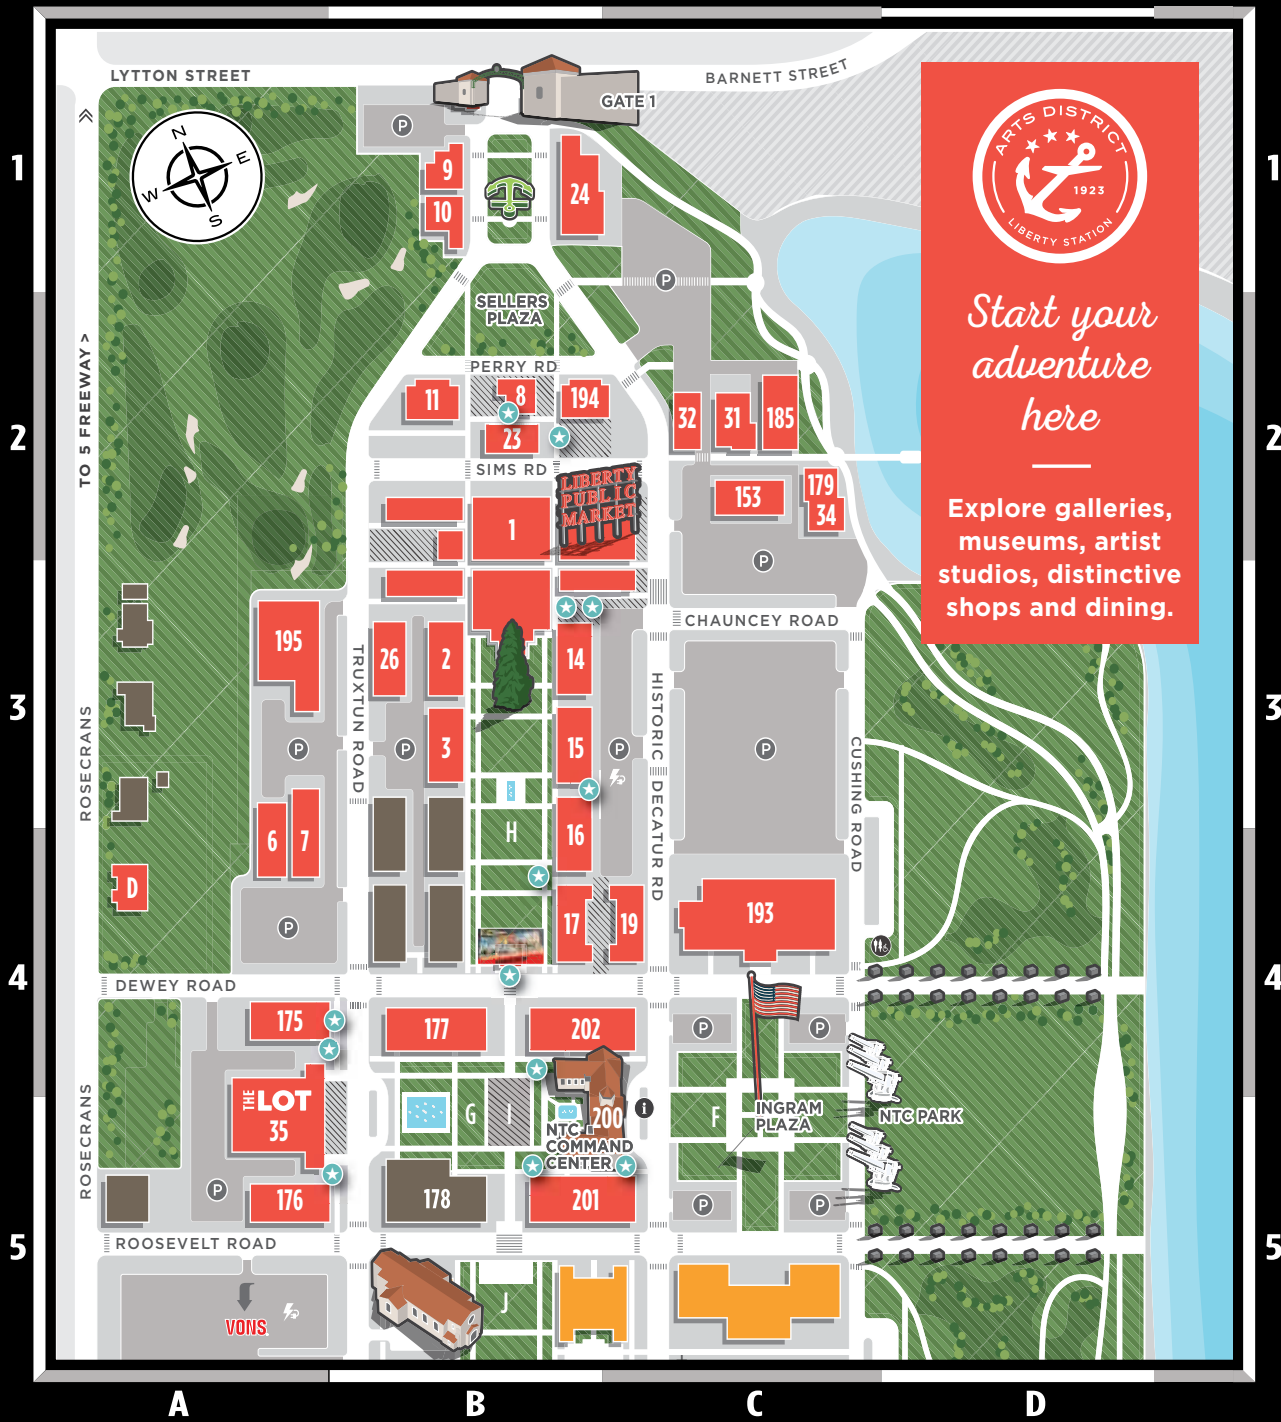 LYTTON STREET
BARNETT STREET
GATE 1
P
N
E
S
W
9
10
24
1
1
ARTS DISTRICT
1923
LIBERTY STATION
Start your
adventure
here
Explore galleries,
museums, artist
studios, distinctive
shops and dining.
P
SELLERS
PLAZA
TO 5 FREEWAY >
PERRY RD
11
8
194
23
32
31
185
2
2
SIMS RD
LIBERTY
PUBLIC
MARKET
1
153
179
34
P
CHAUNCEY ROAD
195
26
2
14
TRUXTUN ROAD
HISTORIC DECATUR RD
CUSHING ROAD
ROSECRANS
3
3
P
P
3
15
P
P
6
7
H
16
D
P
17
19
193
4
4
DEWEY ROAD
175
177
202
P
P
THE
LOT
35
G
I
200
i
F
INGRAM
PLAZA
NTC PARK
NTC
COMMAND
CENTER
ROSECRANS
P
176
178
201
P
P
5
5
ROOSEVELT ROAD
VONS
J
A
B
C
D